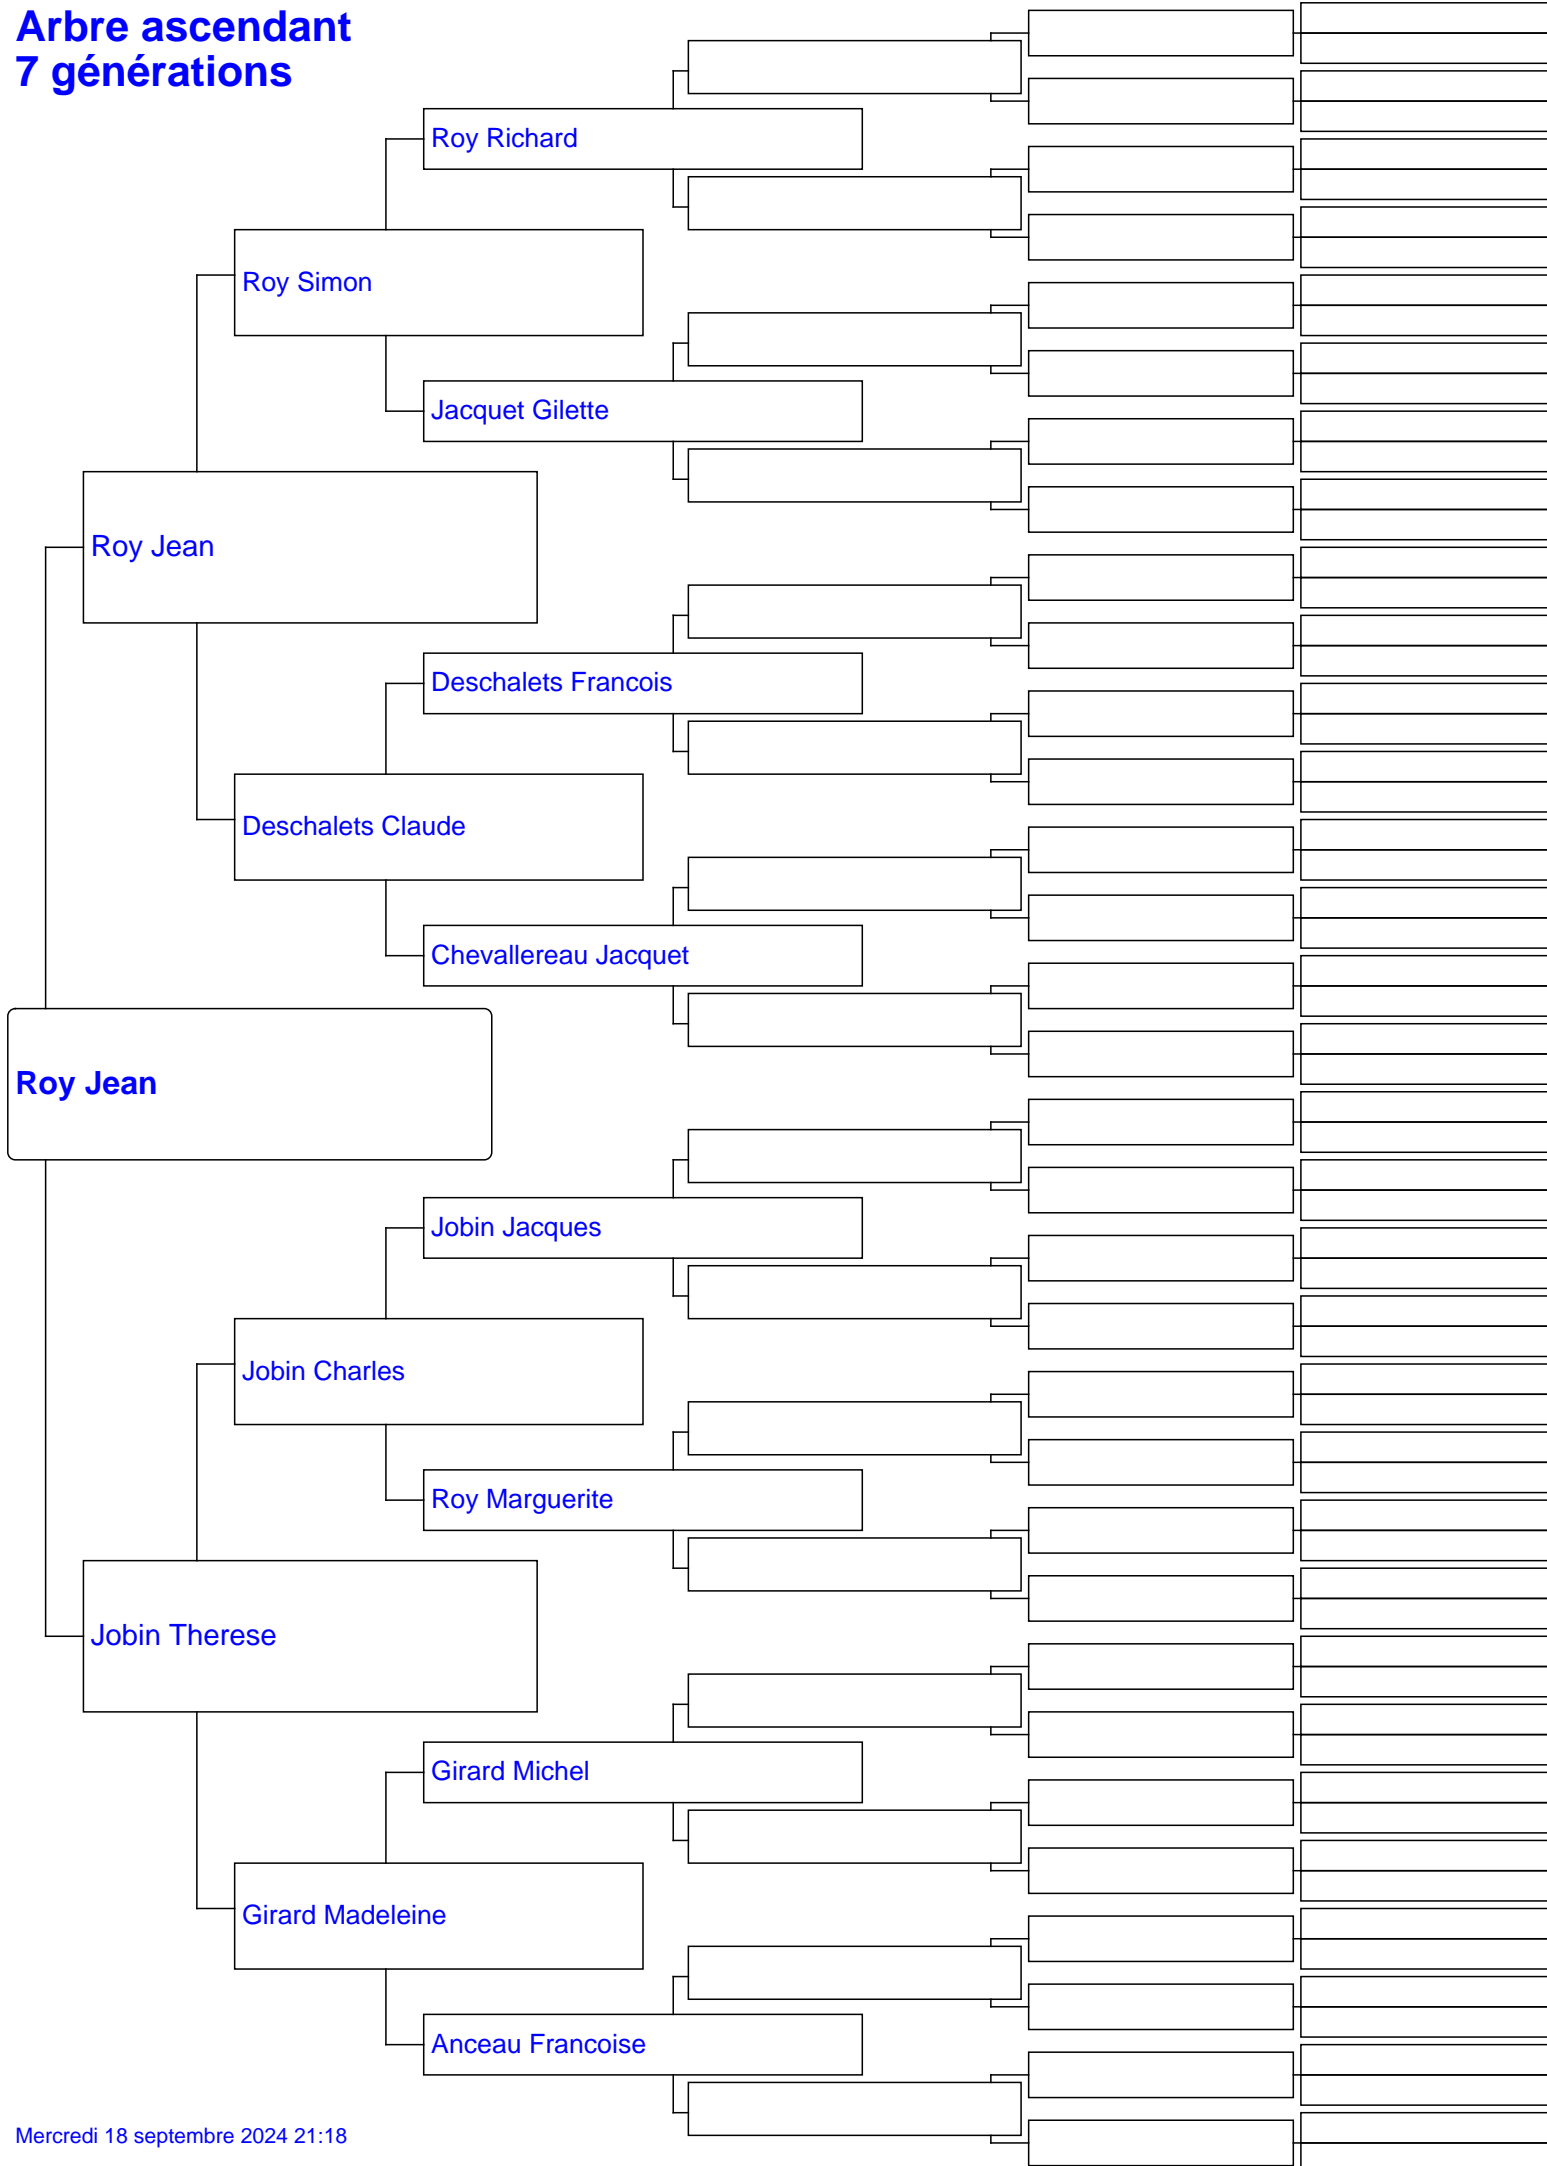 Arbre ascendant
7 générations
Roy Richard
Roy Simon
Jacquet Gilette
Roy Jean
Deschalets Francois
Deschalets Claude
Chevallereau Jacquet
Roy Jean
Jobin Jacques
Jobin Charles
Roy Marguerite
Jobin Therese
Girard Michel
Girard Madeleine
Anceau Francoise
Mercredi 18 septembre 2024 21:18